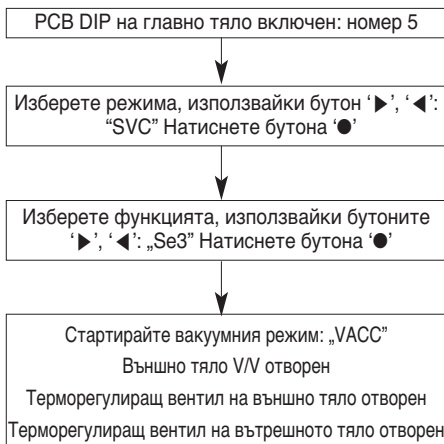 PCB DIP на главно тяло включен: номер 5
Изберете режима, използвайки бутон ‘▶’, ‘◀’:
“SVC” Натиснете бутона ‘●’
Изберете функцията, използвайки бутоните
‘▶’, ‘◀’: „Se3” Натиснете бутона ‘●’
Стартирайте вакуумния режим: „VACC”
Външно тяло V/V отворен
Терморегулиращ вентил на външно тяло отворен
Терморегулиращ вентил на вътрешното тяло отворен